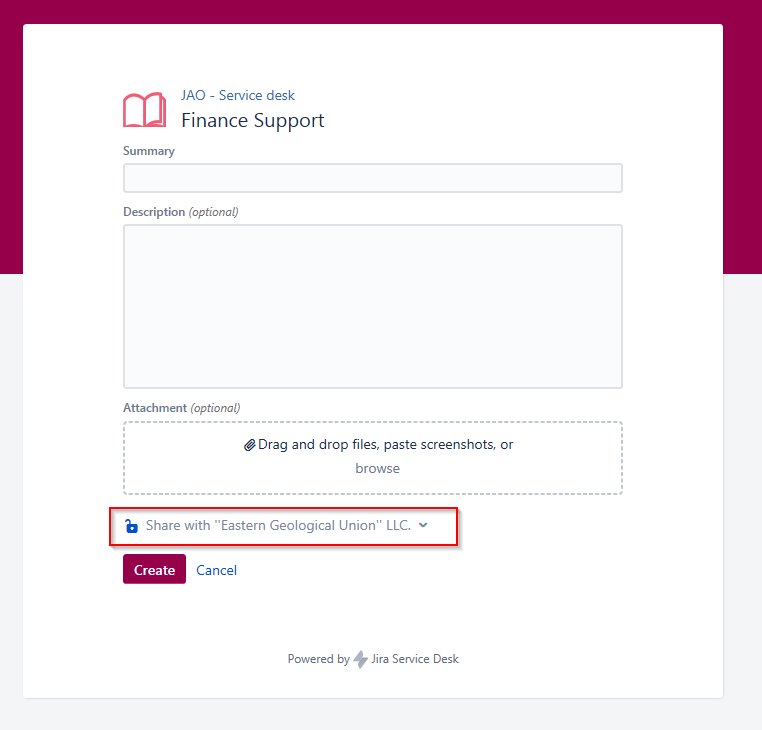 JAO - Service desk
Finance Support
Summary
Description (optional)
Attachment (optional)
Drag and drop files, paste screenshots, or
browse
Share with "Eastern Geological Union" LLC.
Create Cancel
Powered by Jira Service Desk